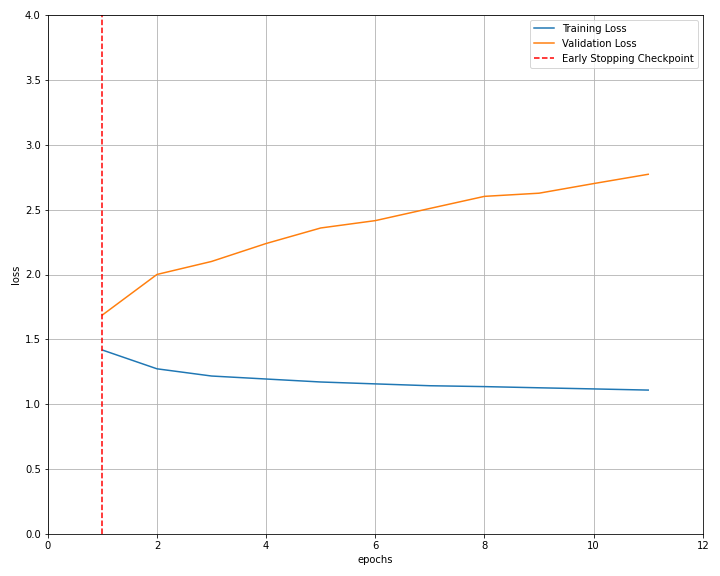 4.0
3.5
3.0
2.5
2.0
1.5
1.0
0.5
0.0
loss
Training Loss
Validation Loss
Early Stopping Checkpoint
0 2 4 6 8 10 12
epochs